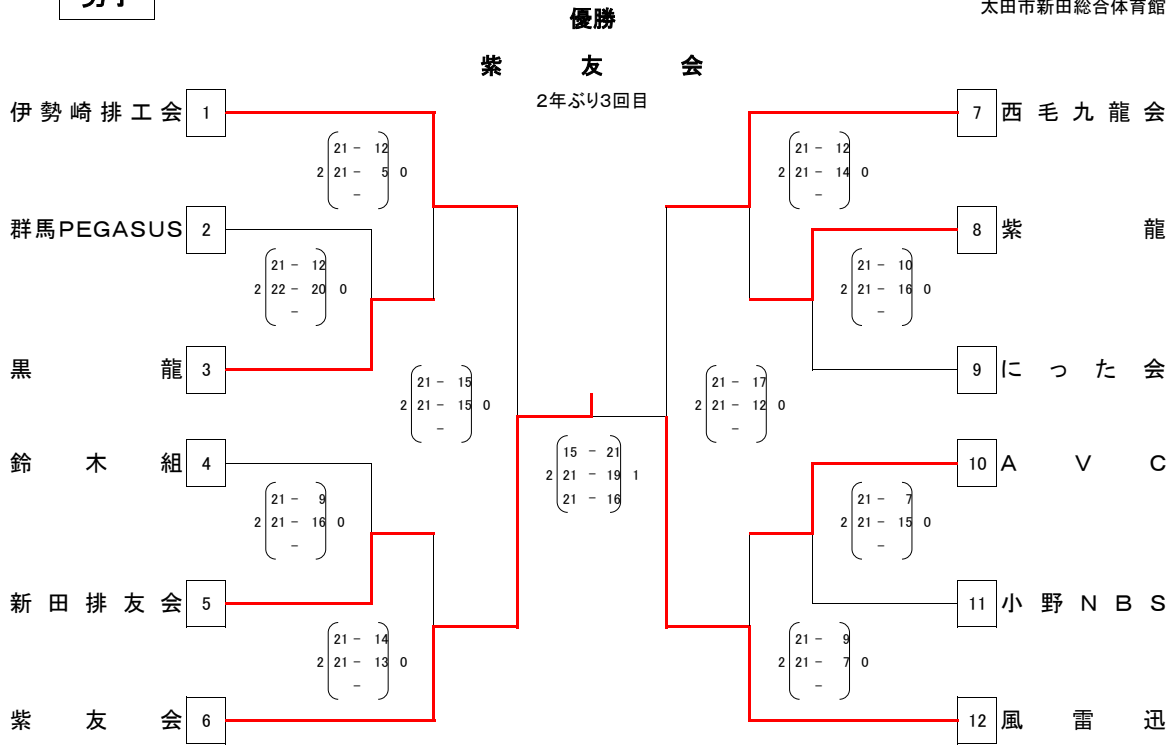 男子
太田市新田総合体育館
優勝
紫友会
2年ぶり3回目
伊勢崎排工会 1
7 西毛九龍会
21 - 12
2 21 - 5 0
-
21 - 12
2 21 - 14 0
-
群馬PEGASUS 2
8 紫龍
21 - 12
2 22 - 20 0
-
21 - 10
2 21 - 16 0
-
黒龍 3
9 にった会
21 - 15
2 21 - 15 0
-
21 - 17
2 21 - 12 0
-
鈴木組 4
10 AVC
15 - 21
2 21 - 19 1
21 - 16
21 - 9
2 21 - 16 0
-
21 - 7
2 21 - 15 0
-
新田排友会 5
11 小野NBS
21 - 14
2 21 - 13 0
-
21 - 9
2 21 - 7 0
-
紫友会 6
12 風雷迅